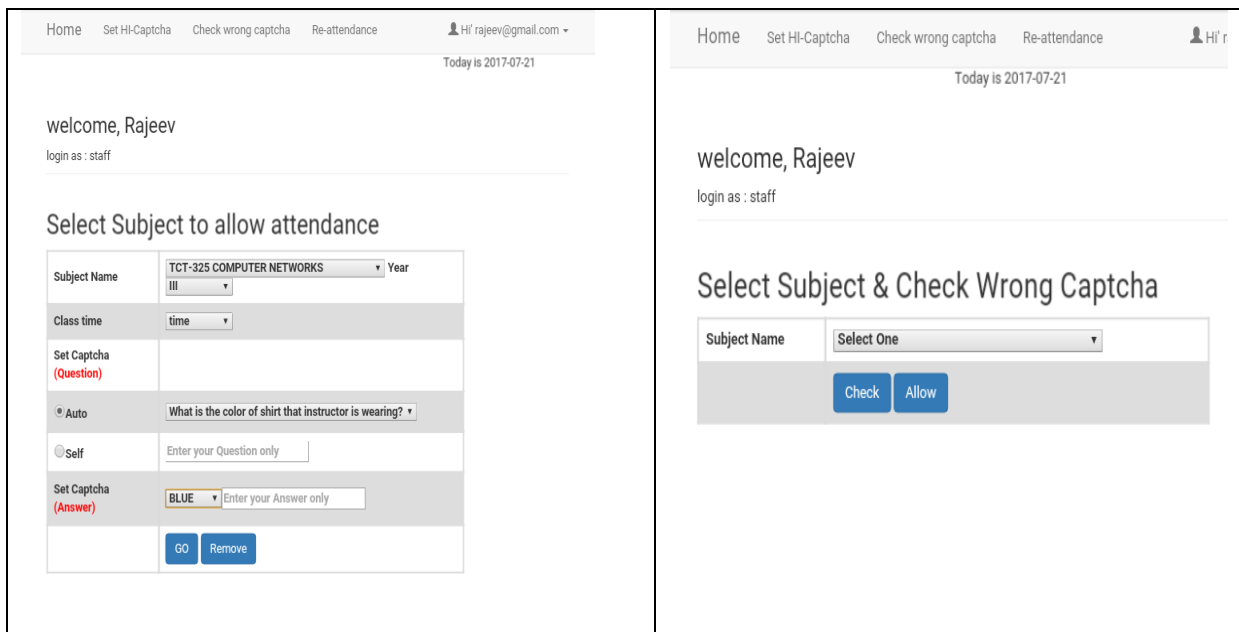 Home Set HI-Captcha Check wrong captcha Re-attendance Hi' rajeev@gmail.com
Today is 2017-07-21
welcome, Rajeev
login as : staff
Select Subject to allow attendance
Subject Name TCT-325 COMPUTER NETWORKS Year
III
Class time time
Set Captcha
(Question)
Auto What is the color of shirt that instructor is wearing?
Self Enter your Question only
Set Captcha
(Answer)
BLUE Enter your Answer only
GO Remove
Home Set HI-Captcha Check wrong captcha Re-attendance Hi' r
Today is 2017-07-21
welcome, Rajeev
login as : staff
Select Subject & Check Wrong Captcha
Subject Name Select One
Check Allow